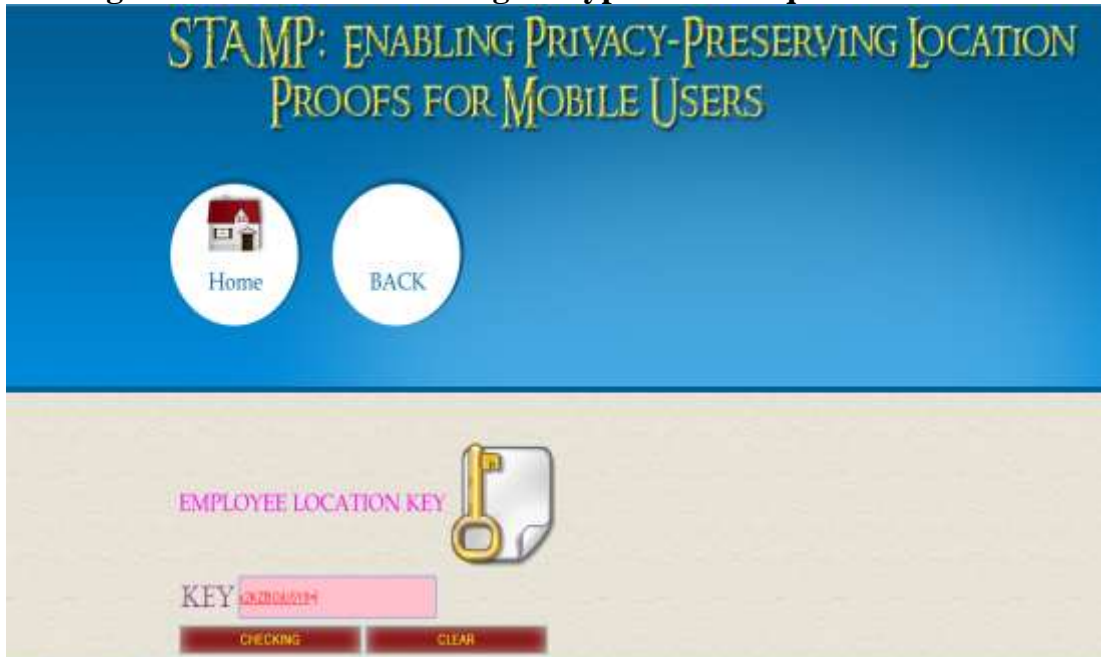 STAMP: ENABLING PRIVACY-PRESERVING LOCATION
PROOFS FOR MOBILE USERS
Home
BACK
EMPLOYEE LOCATION KEY
KEY
CHECKING CLEAR